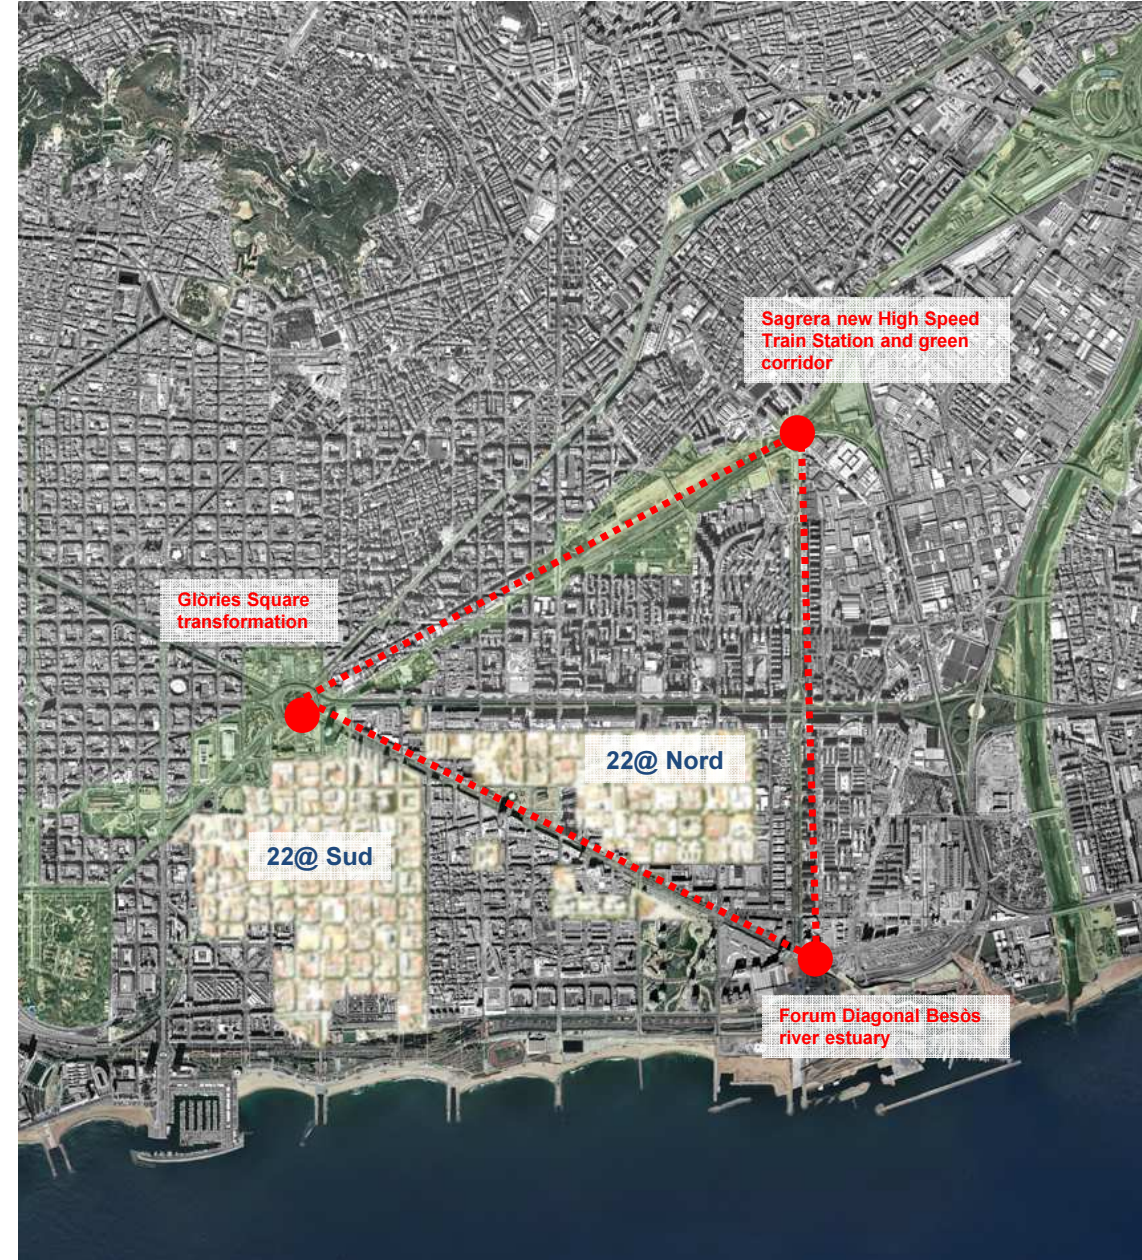 Sagrera new High Speed
Train Station and green
corridor
Glòries Square
transformation
22@ Nord
22@ Sud
Forum Diagonal Besòs
river estuary